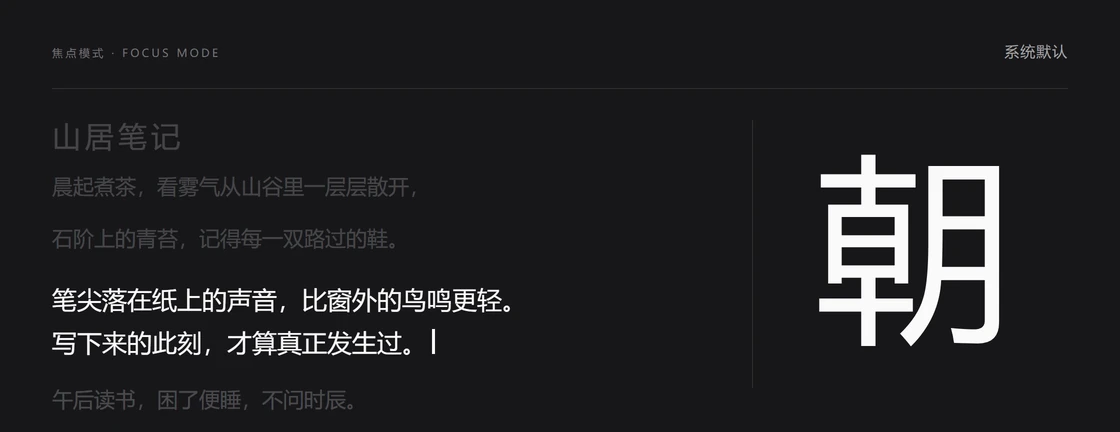 焦点模式 · FOCUS MODE
系统默认
山居笔记
晨起煮茶，看雾气从山谷里一层层散开，
石阶上的青苔，记得每一双路过的鞋。
笔尖落在纸上的声音，比窗外的鸟鸣更轻。
写下来的此刻，才算真正发生过。
午后读书，困了便睡，不问时辰。
朝